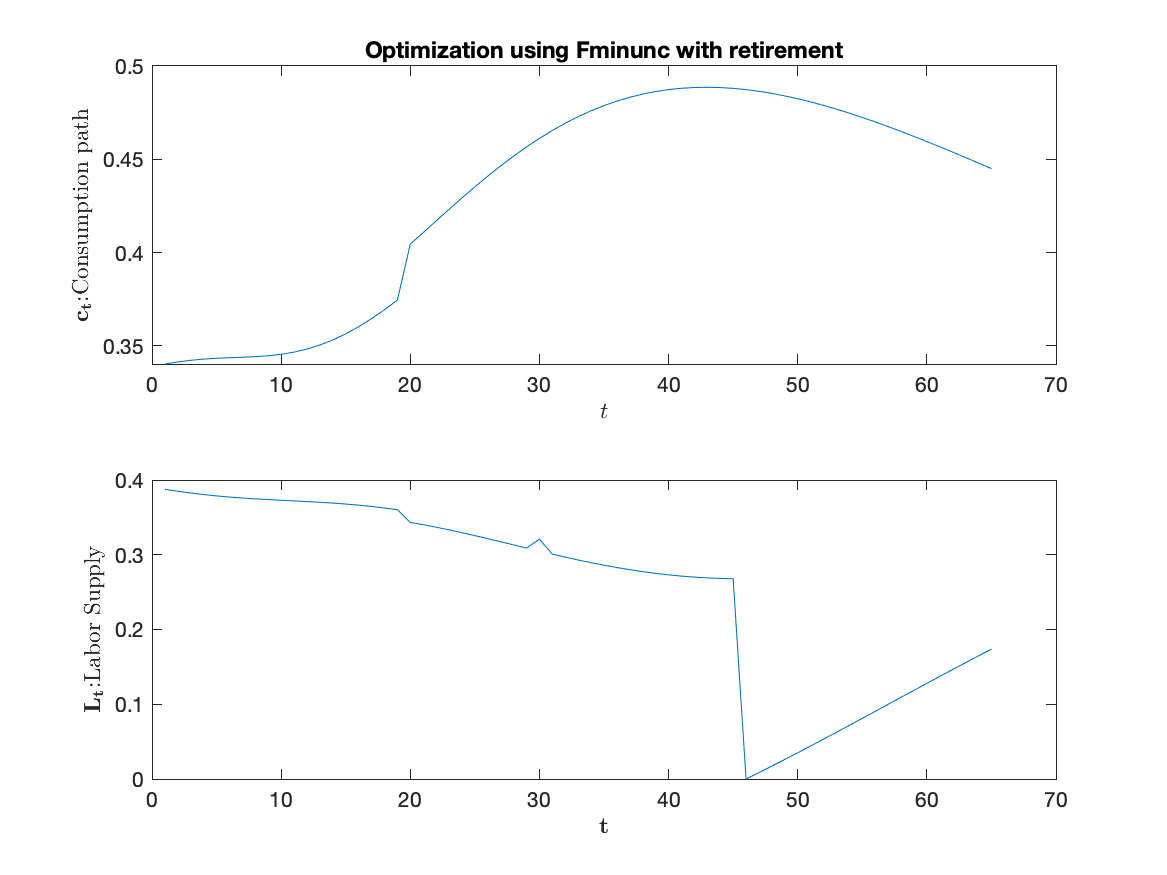 Optimization using Fminunc with retirement
0.5
0.45
0.4
0.35
c_t:Consumption path
0 10 20 30 40 50 60 70
t
0.4
0.3
0.2
0.1
0
L_t:Labor Supply
0 10 20 30 40 50 60 70
t